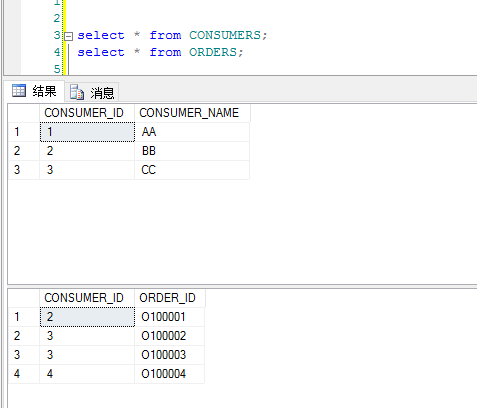 1
2
3 select * from CONSUMERS;
4 select * from ORDERS;
5
结果 消息
CONSUMER_ID CONSUMER_NAME
1 1 AA
2 2 BB
3 3 CC
CONSUMER_ID ORDER_ID
1 2 O100001
2 3 O100002
3 3 O100003
4 4 O100004